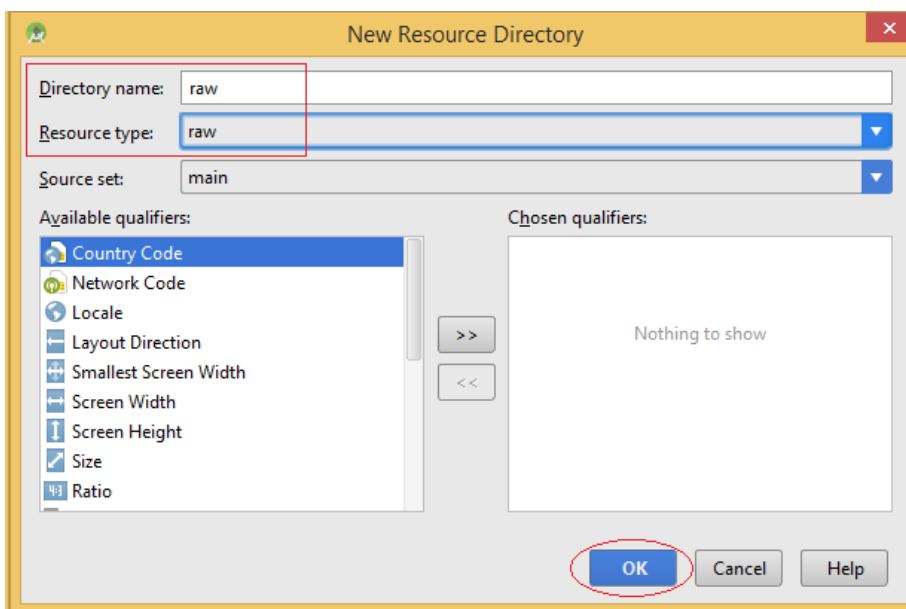 New Resource Directory
Directory name: raw
Resource type: raw
Source set: main
Available qualifiers:
Chosen qualifiers:
Country Code
Network Code
Locale
Layout Direction
Smallest Screen Width
Screen Width
Screen Height
Size
4:3 Ratio
>>
<<
Nothing to show
OK Cancel Help